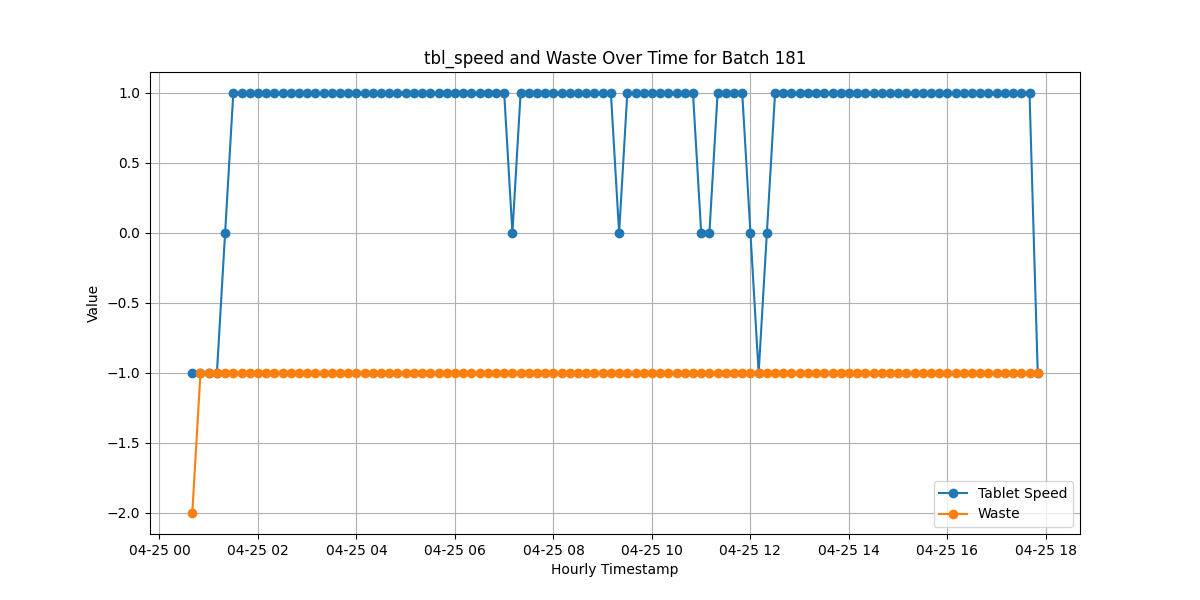 tbl_speed and Waste Over Time for Batch 181
1.0
0.5
0.0
−0.5
−1.0
−1.5
−2.0
Value
Tablet Speed
Waste
04-25 00 04-25 02 04-25 04 04-25 06 04-25 08 04-25 10 04-25 12 04-25 14 04-25 16 04-25 18
Hourly Timestamp